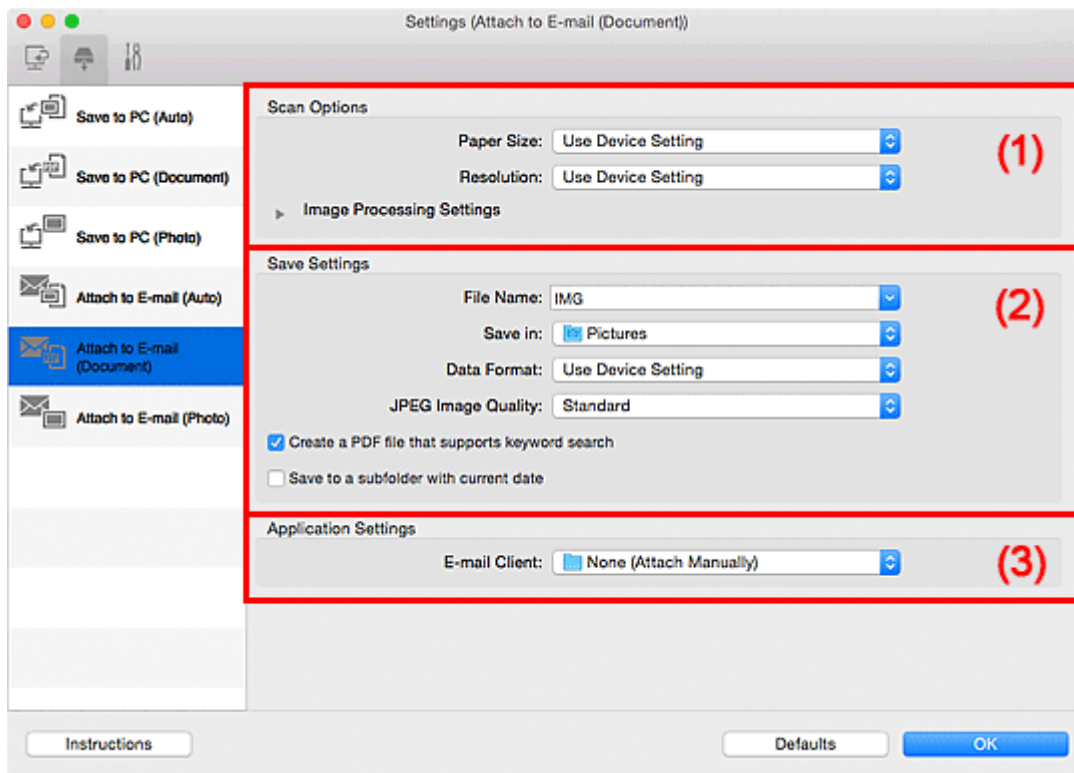 Settings (Attach to E-mail (Document))
Save to PC (Auto)
Save to PC (Document)
Save to PC (Photo)
Attach to E-mail (Auto)
Attach to E-mail
(Document)
Attach to E-mail (Photo)
Scan Options
(1)
Paper Size: Use Device Setting
Resolution: Use Device Setting
Image Processing Settings
Save Settings
(2)
File Name: IMG
Save in: Pictures
Data Format: Use Device Setting
JPEG Image Quality: Standard
Create a PDF file that supports keyword search
Save to a subfolder with current date
Application Settings
(3)
E-mail Client: None (Attach Manually)
Instructions
Defaults
OK